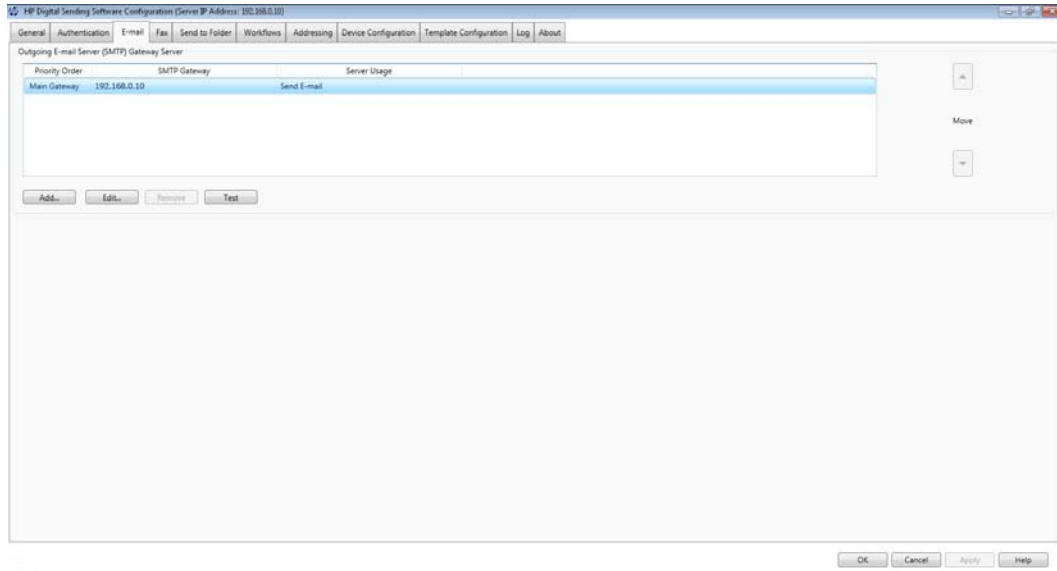 HP Digital Sending Software Configuration (Server IP Address: 192.168.0.10)
General Authentication E-mail Fax Send to Folder Workflows Addressing Device Configuration Template Configuration Log About
Outgoing E-mail Server (SMTP) Gateway Server
Priority Order SMTP Gateway Server Usage
Main Gateway 192.168.0.10 Send E-mail
Move
Add... Edit... Remove Test
OK Cancel Apply Help